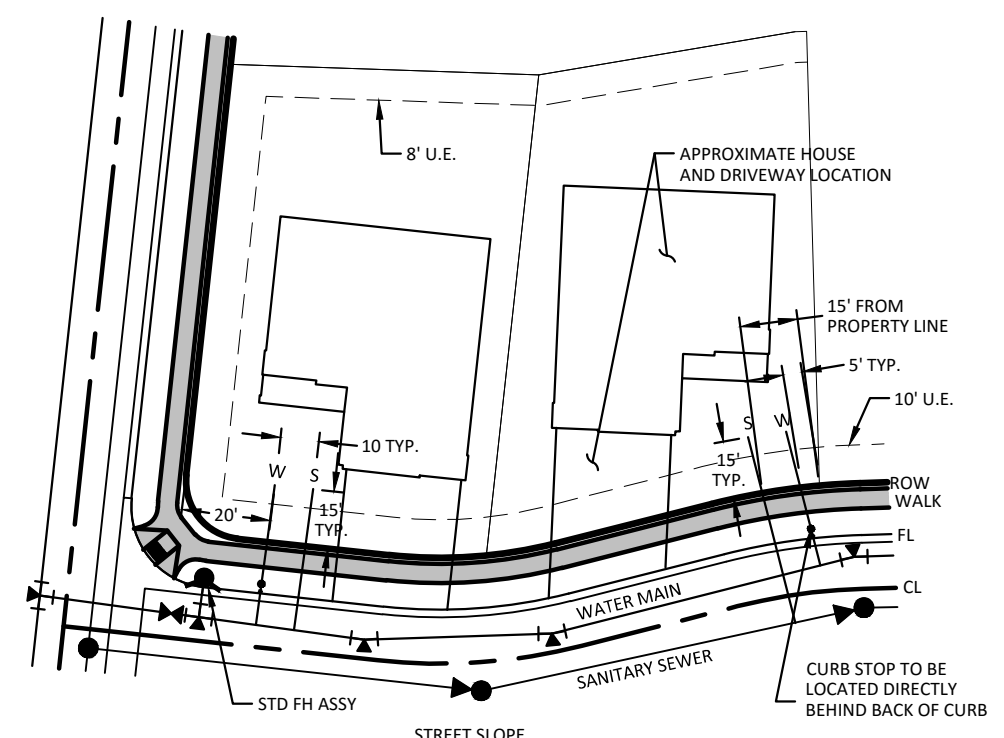 8' U.E.
APPROXIMATE HOUSE
AND DRIVEWAY LOCATION
15' FROM
PROPERTY LINE
5' TYP.
10' U.E.
10 TYP.
W
S
S
W
15'
TYP.
20'
15'
TYP.
ROW
WALK
FL
WATER MAIN
CL
SANITARY SEWER
CURB STOP TO BE
LOCATED DIRECTLY
BEHIND BACK OF CURB
STD FH ASSY
STREET SLOPE